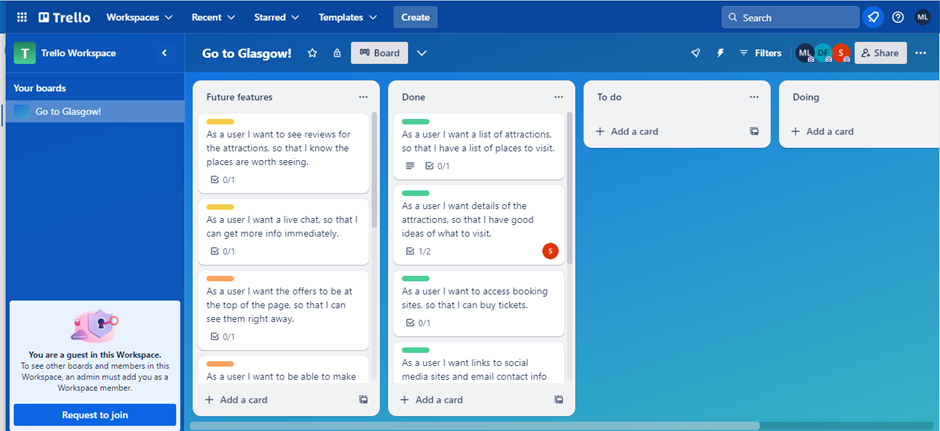 Trello Workspaces Recent Starred Templates Create Search ML
T Trello Workspace
Go to Glasgow! Board Filters ML DF S Share
Your boards
Go to Glasgow!
You are a guest in this Workspace.
To see other boards and members in this
Workspace, an admin must add you as a
Workspace member.
Request to join
Future features
As a user I want to see reviews for
the attractions, so that I know the
places are worth seeing.
0/1
As a user I want a live chat, so that I
can get more info immediately.
0/1
As a user I want the offers to be at
the top of the page, so that I can
see them right away.
0/1
As a user I want to be able to make
+ Add a card
Done
As a user I want a list of attractions,
so that I have a list of places to visit.
0/1
As a user I want details of the
attractions, so that I have good
ideas of what to visit.
1/2 S
As a user I want to access booking
sites, so that I can buy tickets.
0/1
As a user I want links to social
media sites and email contact info
+ Add a card
To do
+ Add a card
Doing
+ Add a card